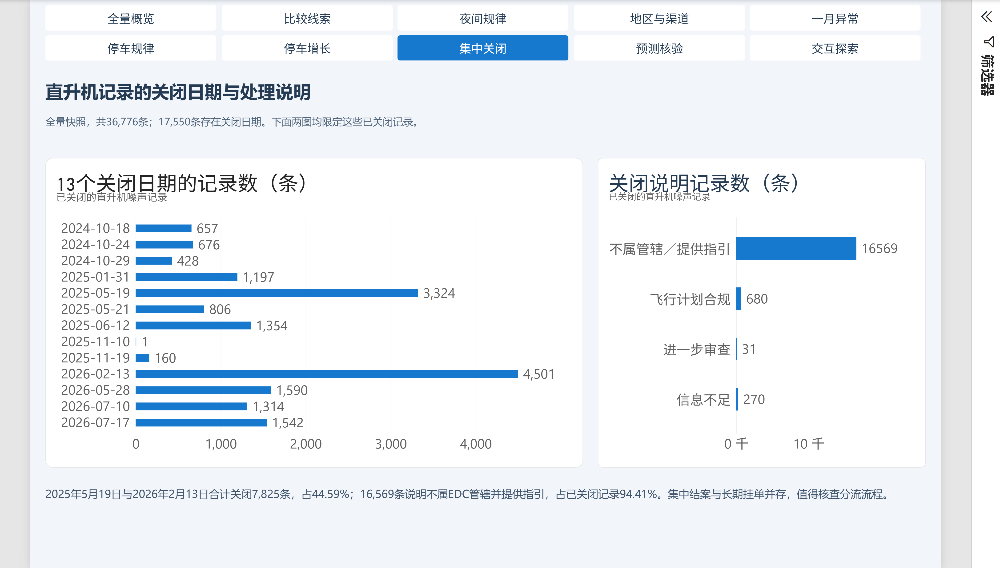 全量概览
比较线索
夜间规律
地区与渠道
一月异常
停车规律
停车增长
集中关闭
预测核验
交互探索
筛选器
直升机记录的关闭日期与处理说明
全量快照，共36,776条；17,550条存在关闭日期。下面两图均限定这些已关闭记录。
13个关闭日期的记录数（条）
已关闭的直升机噪声记录
2024-10-18 657
2024-10-24 676
2024-10-29 428
2025-01-31 1,197
2025-05-19 3,324
2025-05-21 806
2025-06-12 1,354
2025-11-10 1
2025-11-19 160
2026-02-13 4,501
2026-05-28 1,590
2026-07-10 1,314
2026-07-17 1,542
0 1,000 2,000 3,000 4,000
关闭说明记录数（条）
已关闭的直升机噪声记录
不属管辖／提供指引 16569
飞行计划合规 680
进一步审查 31
信息不足 270
0 千 10 千
2025年5月19日与2026年2月13日合计关闭7,825条，占44.59%；16,569条说明不属EDC管辖并提供指引，占已关闭记录94.41%。集中结案与长期挂单并存，值得核查分流流程。